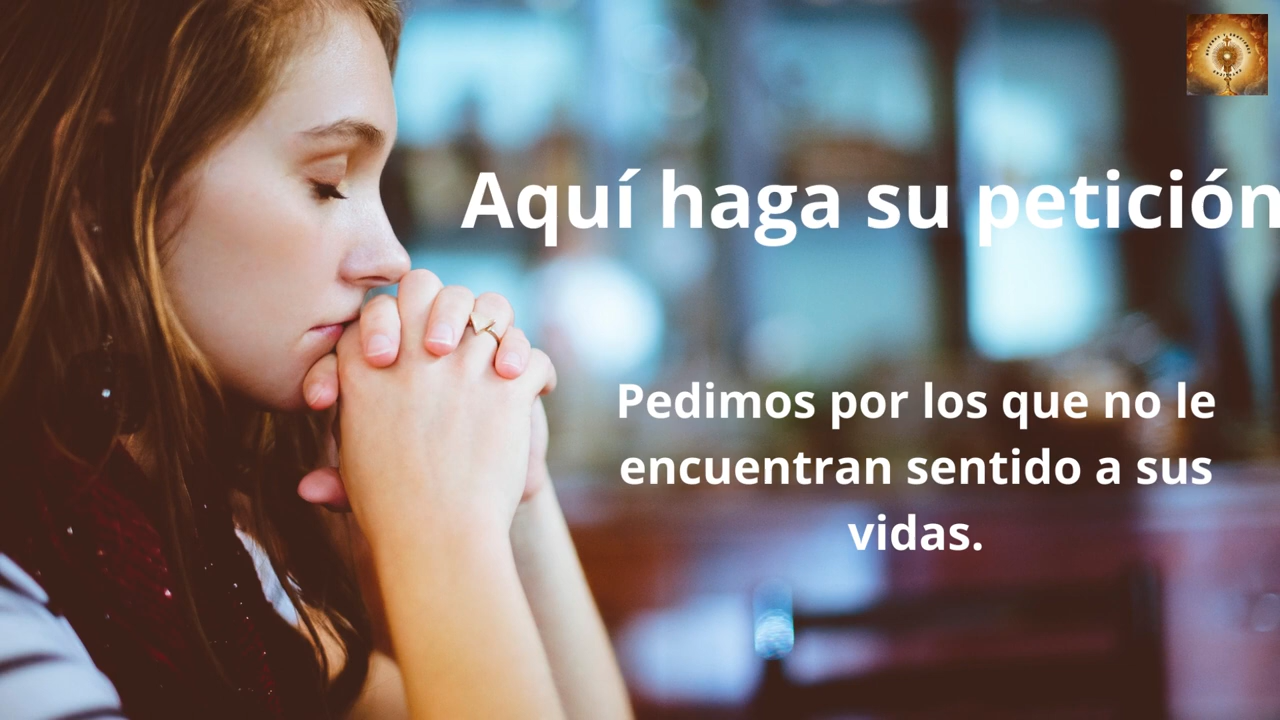 Aquí haga su petición
Pedimos por los que no le
encuentran sentido a sus
vidas.